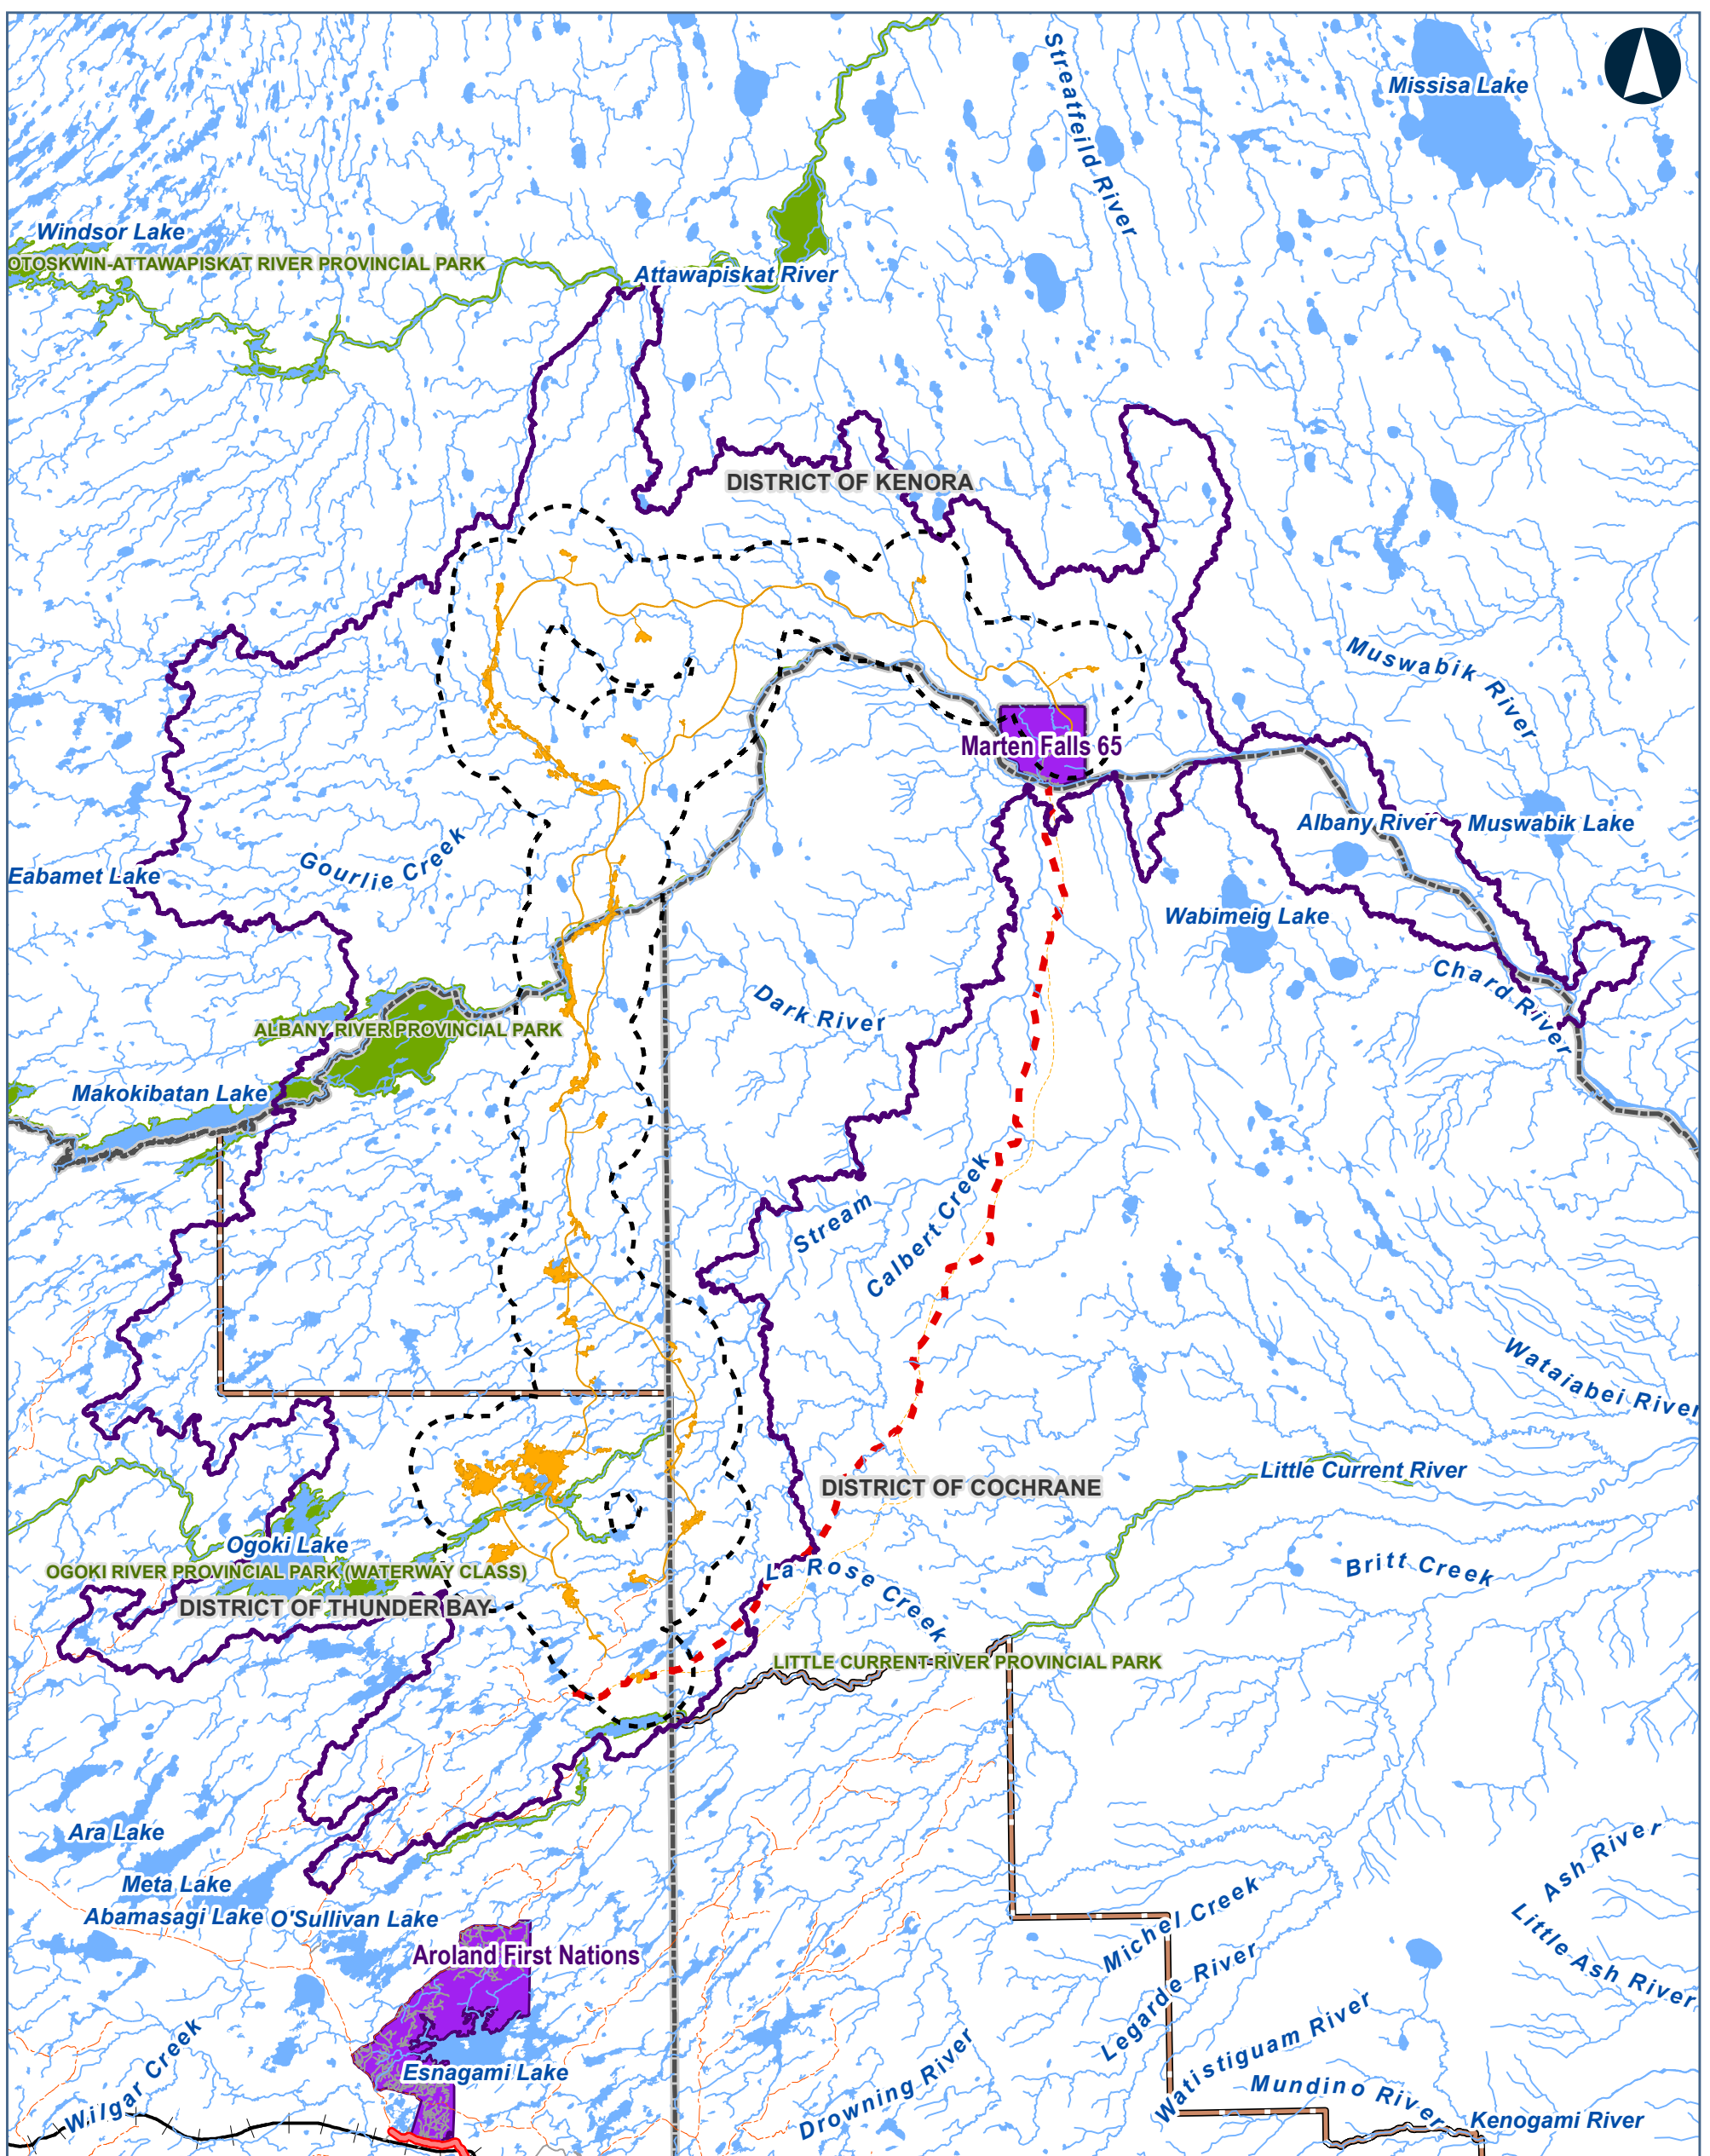 Streatfeild River
Missisa Lake
Windsor Lake
OTOSKWIN-ATTAWAPISKAT RIVER PROVINCIAL PARK
Attawapiskat River
DISTRICT OF KENORA
Muswabik River
Marten Falls 65
Albany River
Muswabik Lake
Gourlie Creek
Eabamet Lake
Wabimeig Lake
Chard River
Dark River
ALBANY RIVER PROVINCIAL PARK
Makokibatan Lake
Stream
Calbert Creek
Wataiabei River
Little Current River
DISTRICT OF COCHRANE
Ogoki Lake
OGOKI RIVER PROVINCIAL PARK (WATERWAY CLASS)
La Rose Creek
Britt Creek
DISTRICT OF THUNDER BAY
LITTLE CURRENT RIVER PROVINCIAL PARK
Ara Lake
Meta Lake
Abamasagi Lake
O'Sullivan Lake
Ash River
L
Little Ash River
Michel Creek
Aroland First Nations
Legarde River
Esnagami Lake
Watistiguam River
Wilgar Creek
Drowning River
Mundino River
Kenogami River